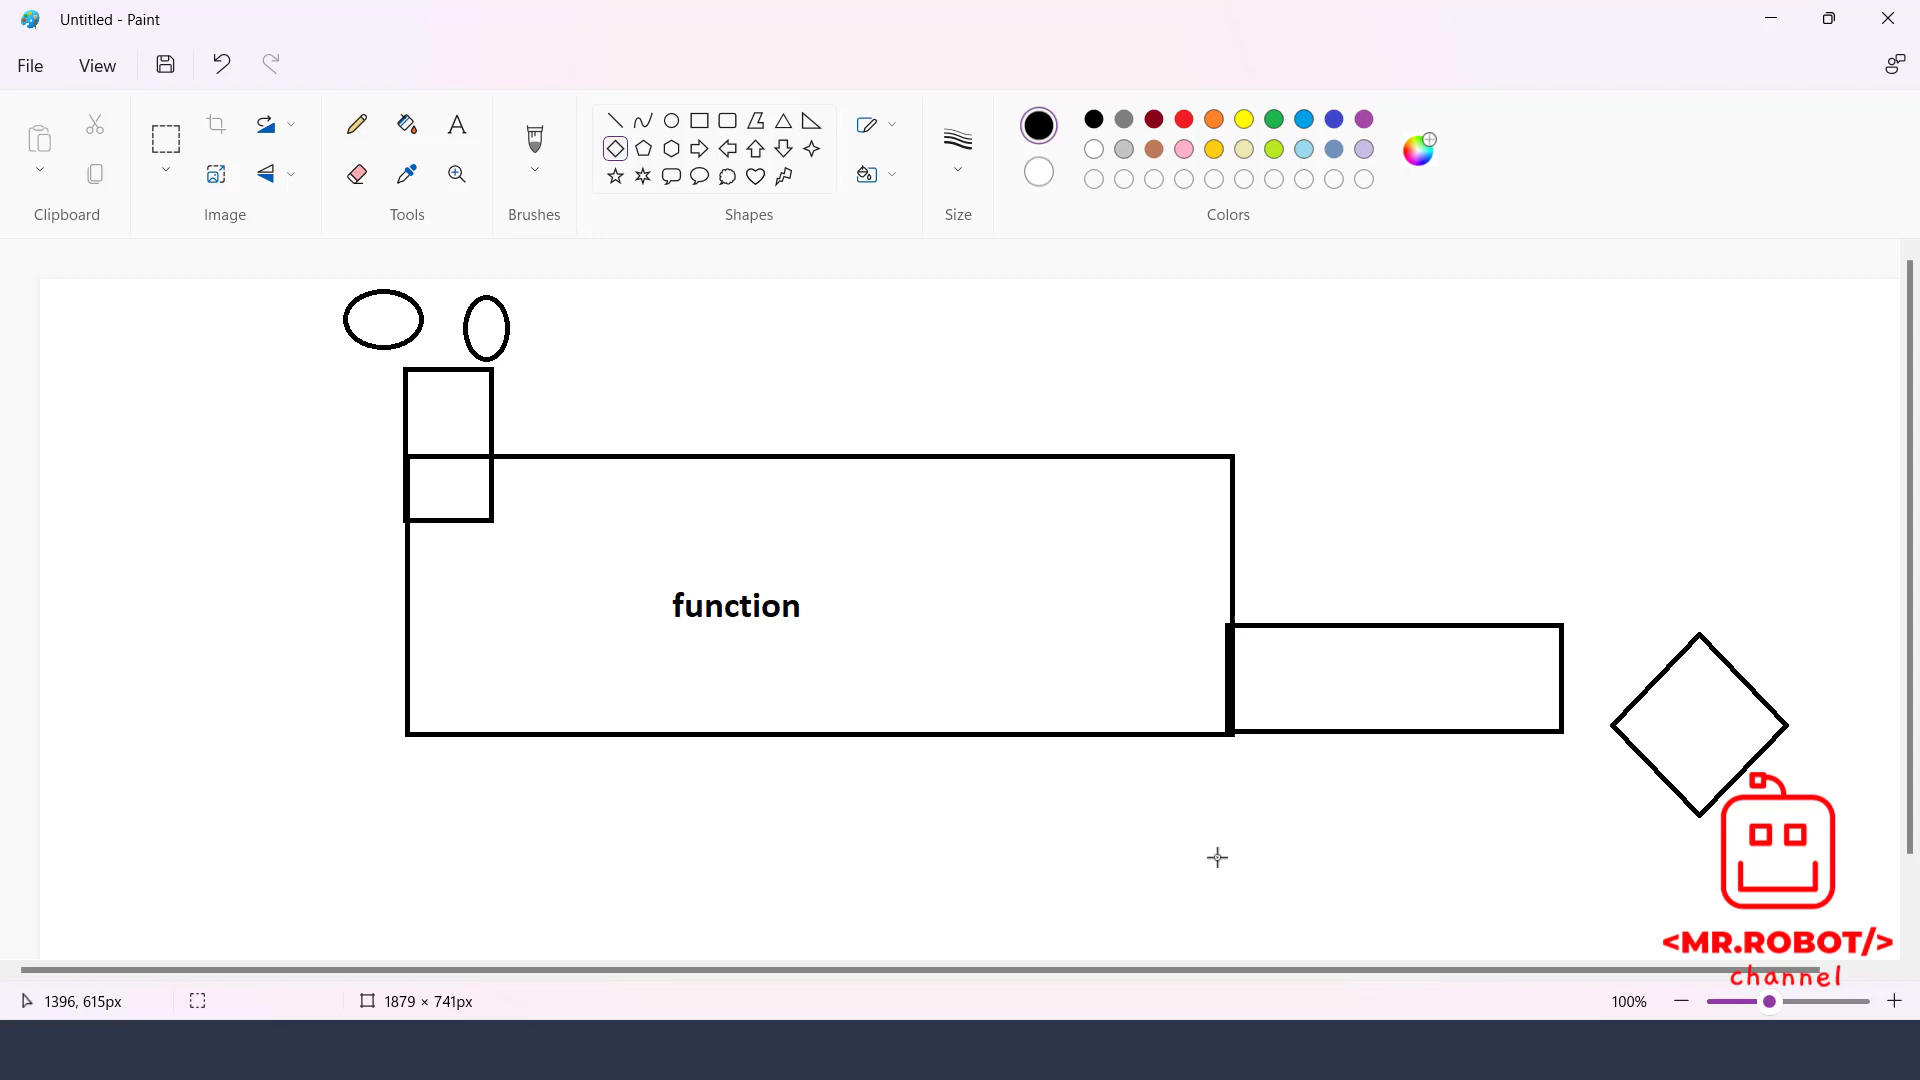 Untitled - Paint
File
View
Clipboard
Image
Tools
Brushes
Shapes
Size
Colors
function
<MR.ROBOT/>
channel
1396, 615px
1879 × 741px
100%